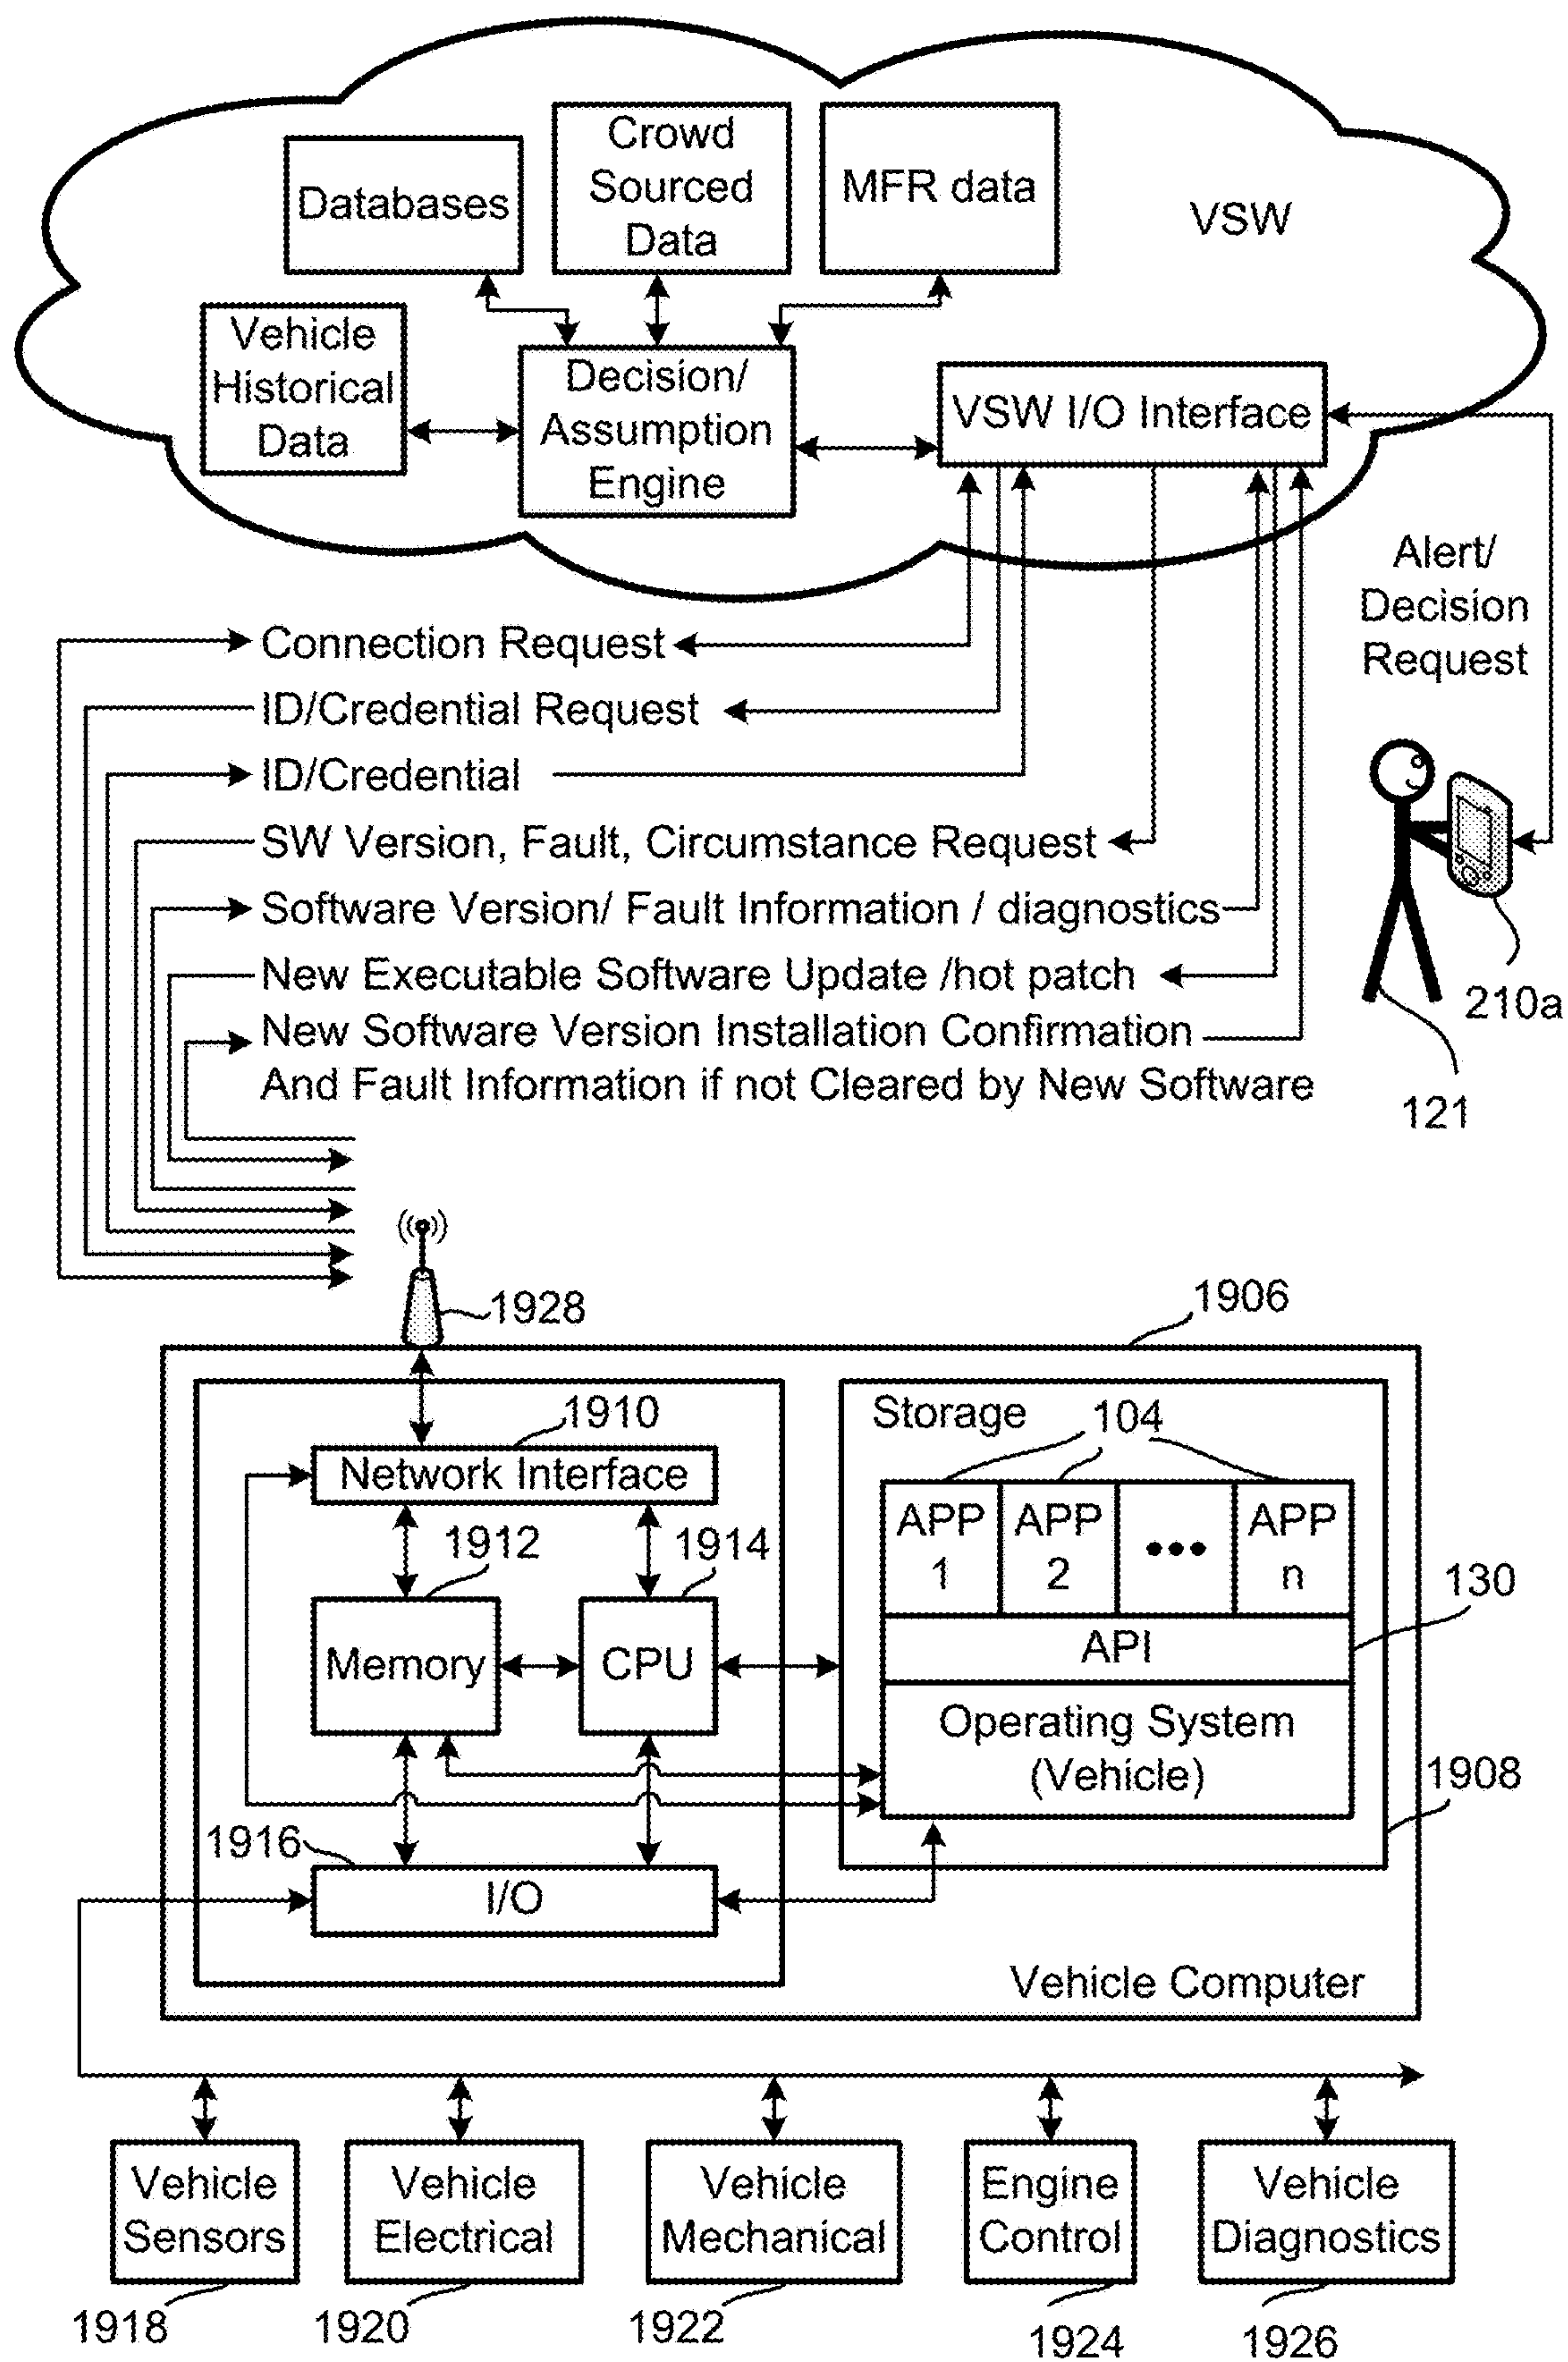 Databases
Crowd
Sourced
Data
MFR data
VSW
Vehicle
Historical
Data
Decision/
Assumption
Engine
VSW I/O Interface
Alert/
Decision
Request
Connection Request
ID/Credential Request
ID/Credential
SW Version, Fault, Circumstance Request
Software Version/ Fault Information / diagnostics
New Executable Software Update /hot patch
New Software Version Installation Confirmation
And Fault Information if not Cleared by New Software
210a
121
1928
1906
1910
Network Interface
1912
1914
Memory
CPU
1916
I/O
Storage
104
APP
1
APP
2
•••
APP
n
130
API
Operating System
(Vehicle)
1908
Vehicle Computer
Vehicle
Sensors
Vehicle
Electrical
Vehicle
Mechanical
Engine
Control
Vehicle
Diagnostics
1918
1920
1922
1924
1926